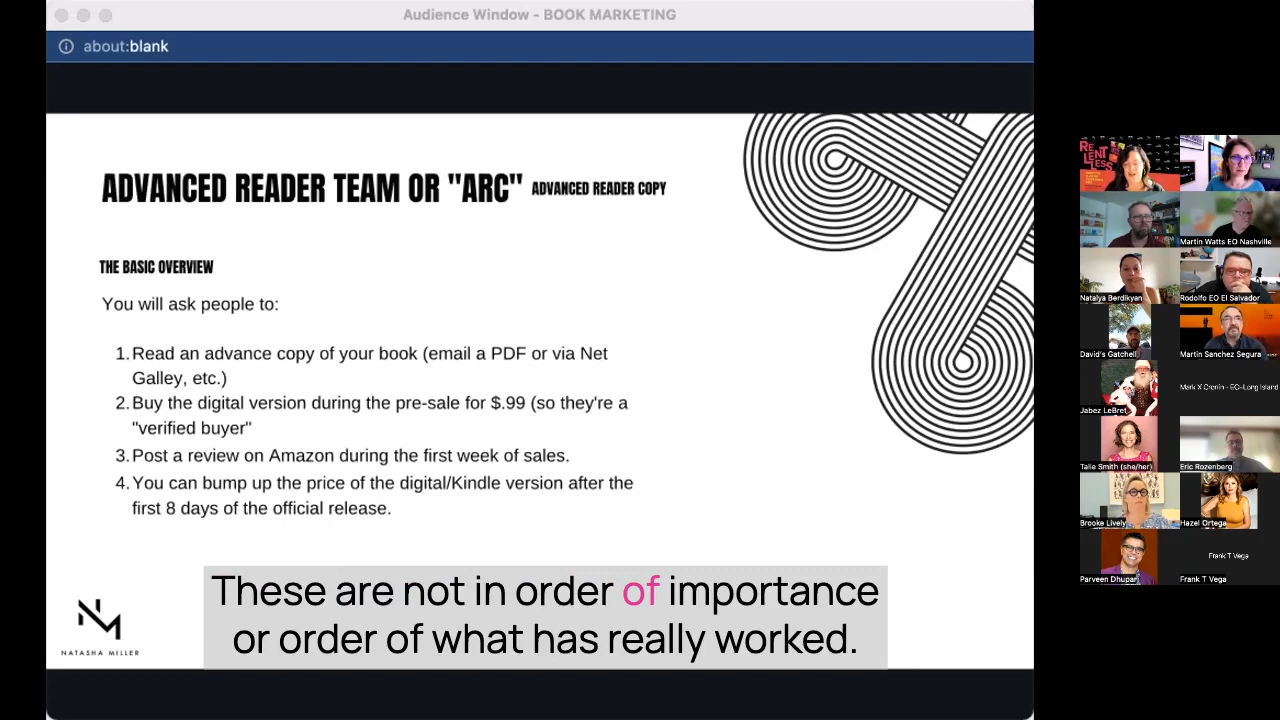 Audience Window - BOOK MARKETING
about:blank
ADVANCED READER TEAM OR "ARC" ADVANCED READER COPY
THE BASIC OVERVIEW
You will ask people to:
1. Read an advance copy of your book (email a PDF or via Net
Galley, etc.)
2. Buy the digital version during the pre-sale for $.99 (so they're a
"verified buyer"
3. Post a review on Amazon during the first week of sales.
4. You can bump up the price of the digital/Kindle version after the
first 8 days of the official release.
These are not in order of importance
or order of what has really worked.
NM
NATASHA MILLER
RE
LENT
LESS
Martin Watts EO Nashville
Natalya Berdikyan
Rodolfo EO El Salvador
David's Gatchell
Martin Sanchez Segura
Jabez LeBret
Mark X Cronin - EO-Long Island
Talie Smith (she/her)
Eric Rozenberg
Brooke Lively
Hazel Ortega
Parveen Dhupar
Frank T Vega
Frank T Vega